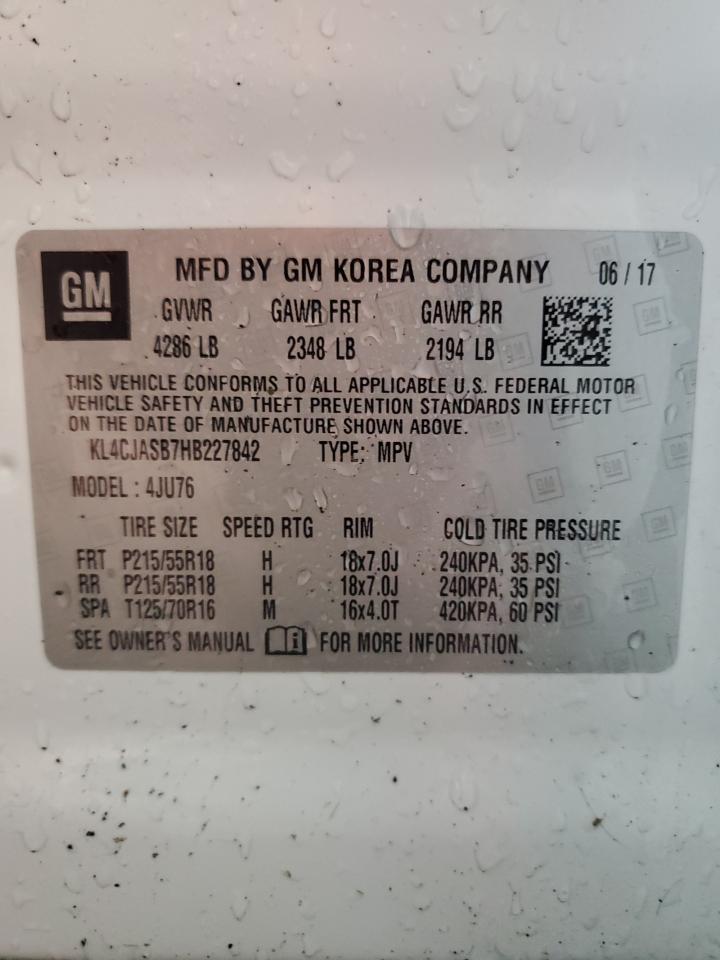 GM MFD BY GM KOREA COMPANY 06 / 17
GVWR GAWR FRT GAWR RR
4286 LB 2348 LB 2194 LB
THIS VEHICLE CONFORMS TO ALL APPLICABLE U.S. FEDERAL MOTOR
VEHICLE SAFETY AND THEFT PREVENTION STANDARDS IN EFFECT
ON THE DATE OF MANUFACTURE SHOWN ABOVE.
KL4CJASB7HB227842 TYPE: MPV
MODEL : 4JU76
TIRE SIZE SPEED RTG RIM COLD TIRE PRESSURE
FRT P215/55R18 H 18x7.0J 240KPA, 35 PSI
RR P215/55R18 H 18x7.0J 240KPA, 35 PSI
SPA T125/70R16 M 16x4.0T 420KPA, 60 PSI
SEE OWNER'S MANUAL FOR MORE INFORMATION.